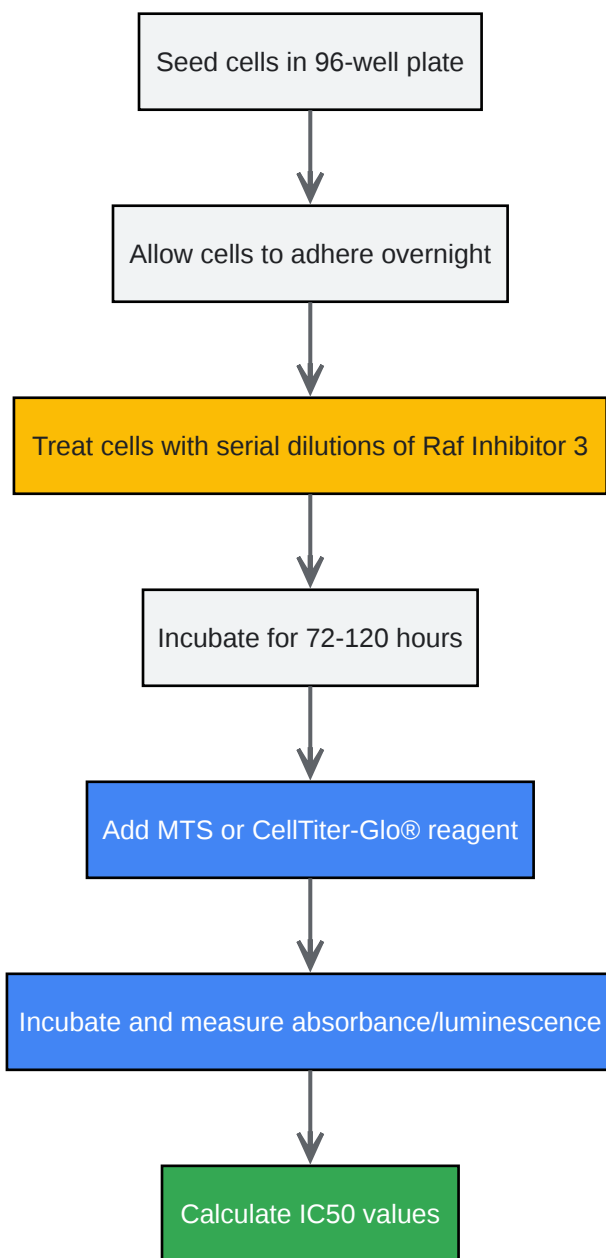 Seed cells in 96-well plate
Allow cells to adhere overnight
Treat cells with serial dilutions of Raf Inhibitor 3
Incubate for 72-120 hours
Add MTS or CellTiter-Glo® reagent
Incubate and measure absorbance/luminescence
Calculate IC50 values